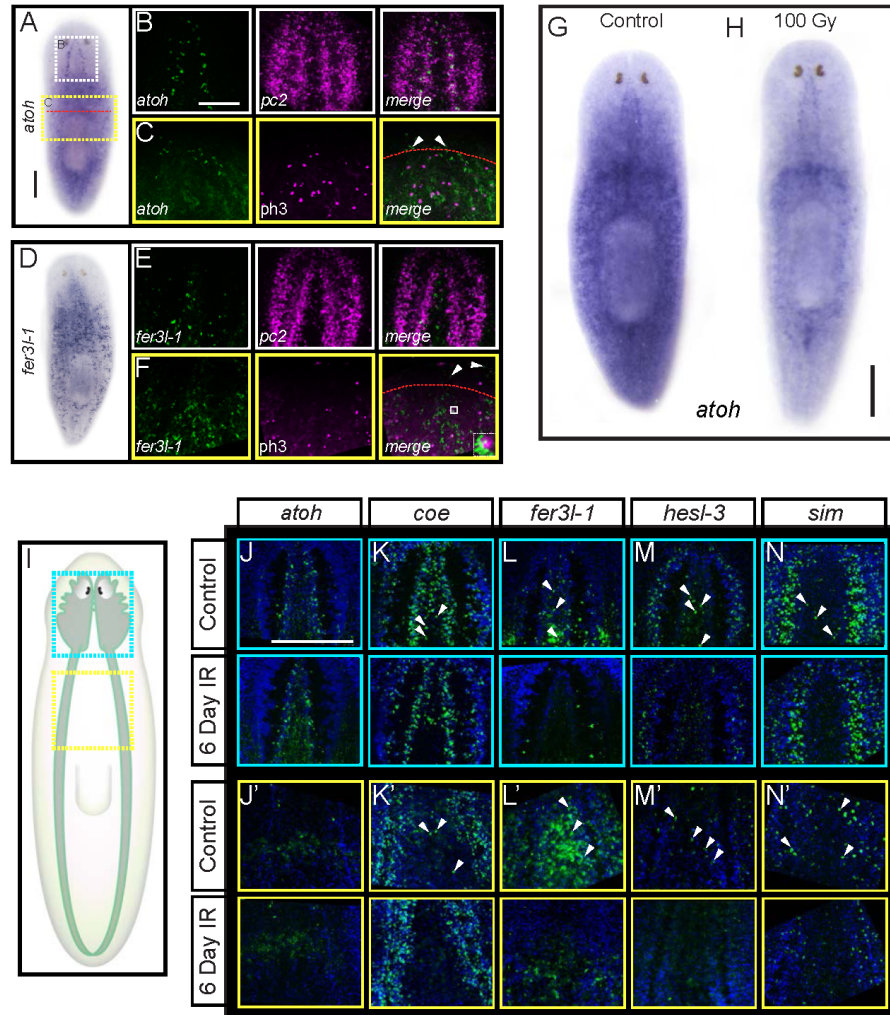 A
atoh
B
C
B
atoh
pc2
merge
C
atoh
ph3
merge
D
fer3l-1
E
fer3l-1
pc2
merge
F
fer3l-1
ph3
merge
G
Control
H
100 Gy
atoh
I
atoh
coe
fer3l-1
hesl-3
sim
Control
J
K
L
M
N
6 Day IR
Control
J'
K'
L'
M'
N'
6 Day IR